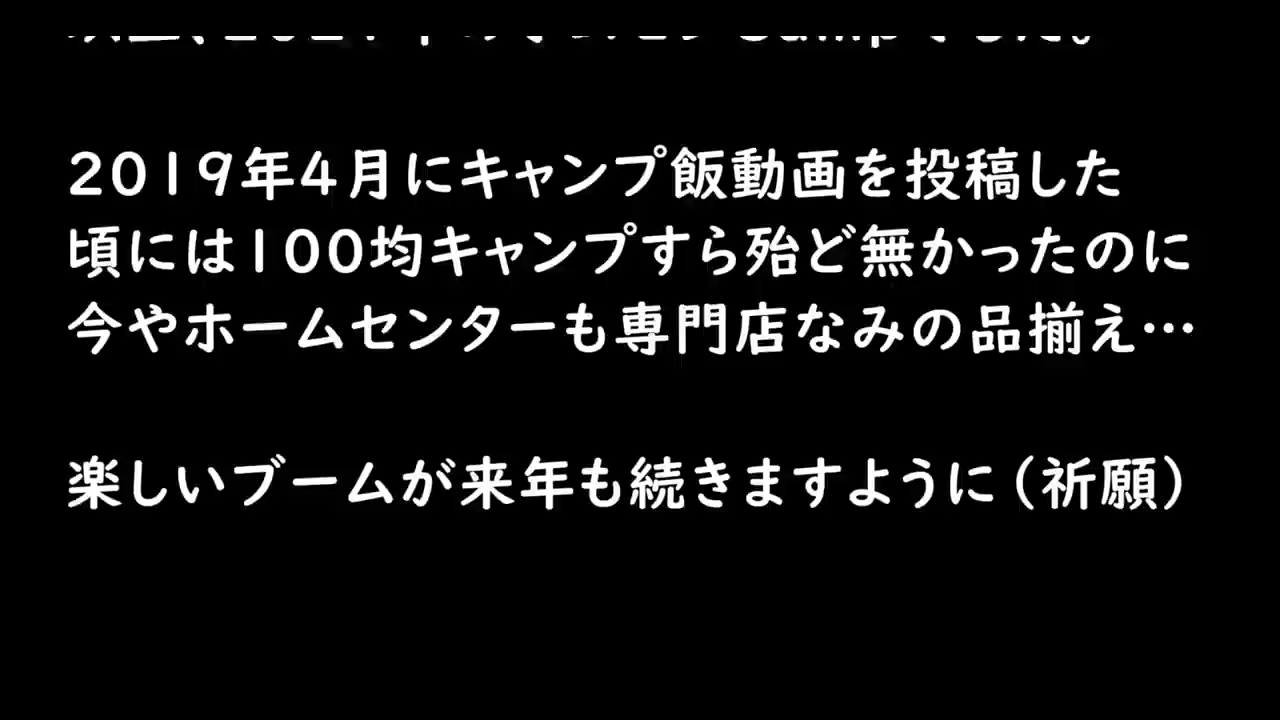 2019年4月にキャンプ飯動画を投稿した
頃には100均キャンプすら殆ど無かったのに
今やホームセンターも専門店なみの品揃え…
楽しいブームが来年も続きますように（祈願）